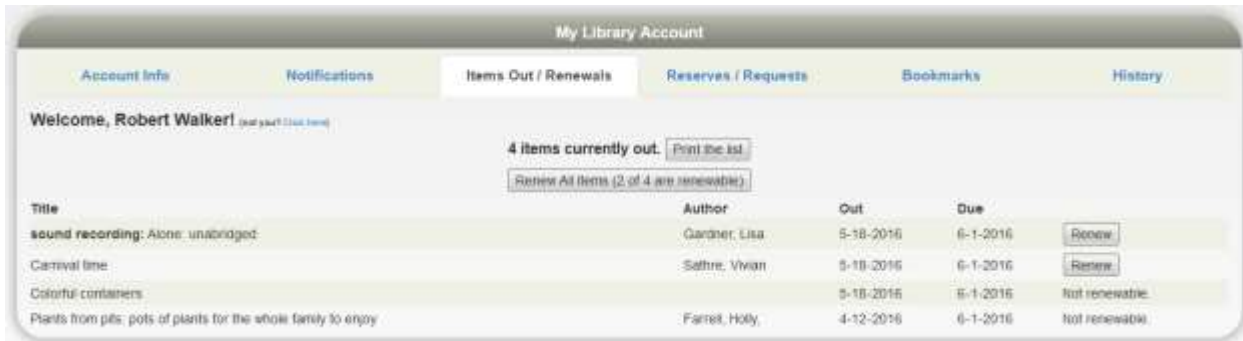 My Library Account
Account Info Notifications Items Out / Renewals Reserves / Requests Bookmarks History
Welcome, Robert Walker! (not you? Click here)
4 items currently out. Print the list
Renew All Items (2 of 4 are renewable)
Title Author Out Due
sound recording: Alone: unabridged Gardner, Lisa 5-18-2016 6-1-2016 Renew
Carnival time Sathre, Vivian 5-18-2016 6-1-2016 Renew
Colorful containers 5-18-2016 6-1-2016 Not renewable.
Plants from pits: pots of plants for the whole family to enjoy Farrell, Holly, 4-12-2016 6-1-2016 Not renewable.